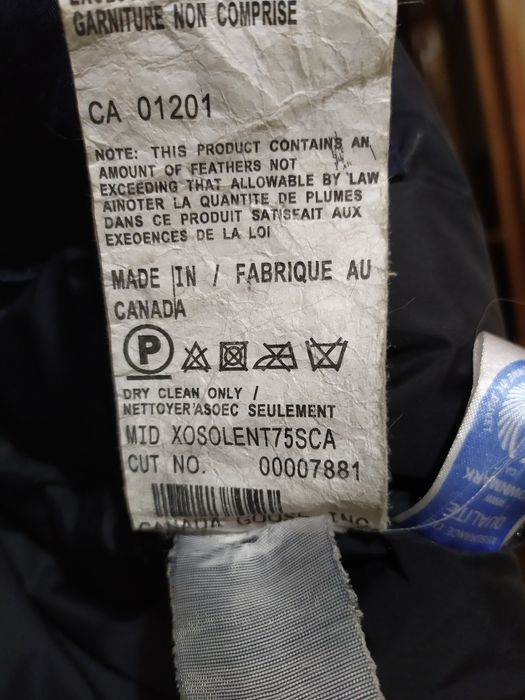 GARNITURE NON COMPRISE
CA 01201
NOTE: THIS PRODUCT CONTAINS AN
AMOUNT OF FEATHERS NOT
EXCEEDING THAT ALLOWABLE BY LAW
AINOTER LA QUANTITE DE PLUMES
DANS CE PRODUIT SATISEAIT AUX
EXEOENCES DE LA LOI
MADE IN / FABRIQUE AU
CANADA
P
DRY CLEAN ONLY /
NETTOYER'ASOEC SEULEMENT
MID XOSOLENT75SCA
CUT NO. 00007881
CANADA GOOSE INC
QUALITÉ